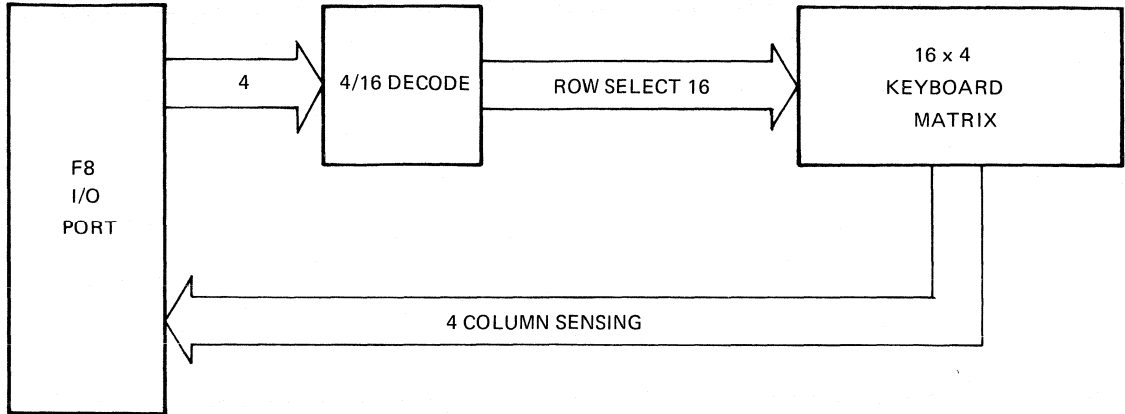 F8
I/O
PORT
4
4/16 DECODE
ROW SELECT 16
16 x 4
KEYBOARD
MATRIX
4 COLUMN SENSING